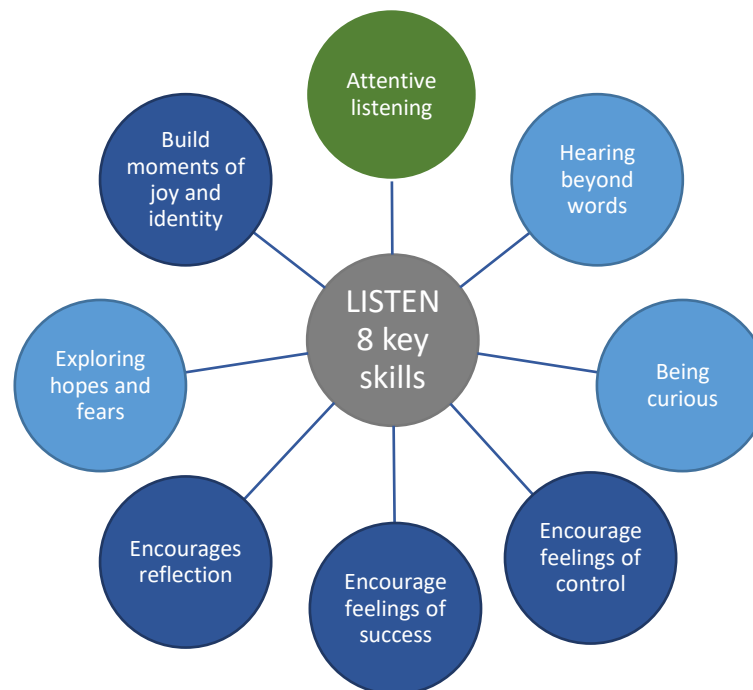 Attentive
listening
Hearing
beyond
words
Being
curious
Encourage
feelings of
control
Encourage
feelings of
success
Encourages
reflection
Exploring
hopes and
fears
Build
moments of
joy and
identity
LISTEN
8 key
skills